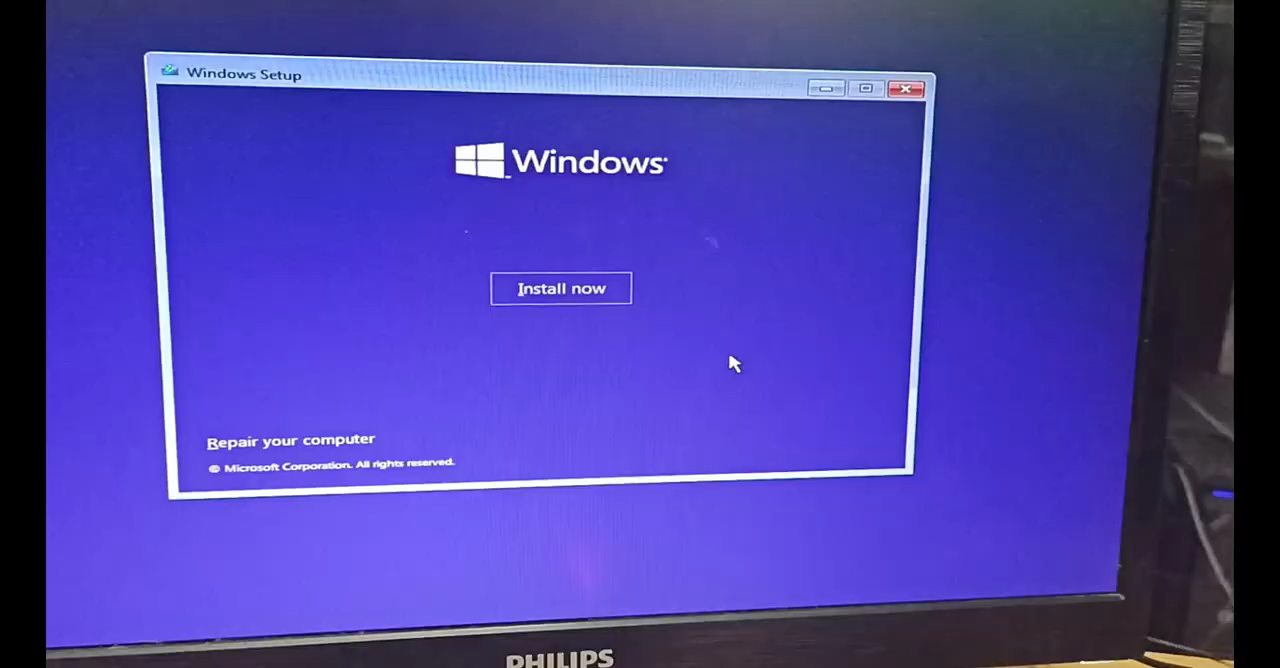 Windows Setup
Windows
Install now
Repair your computer
© Microsoft Corporation. All rights reserved.
PHILIPS